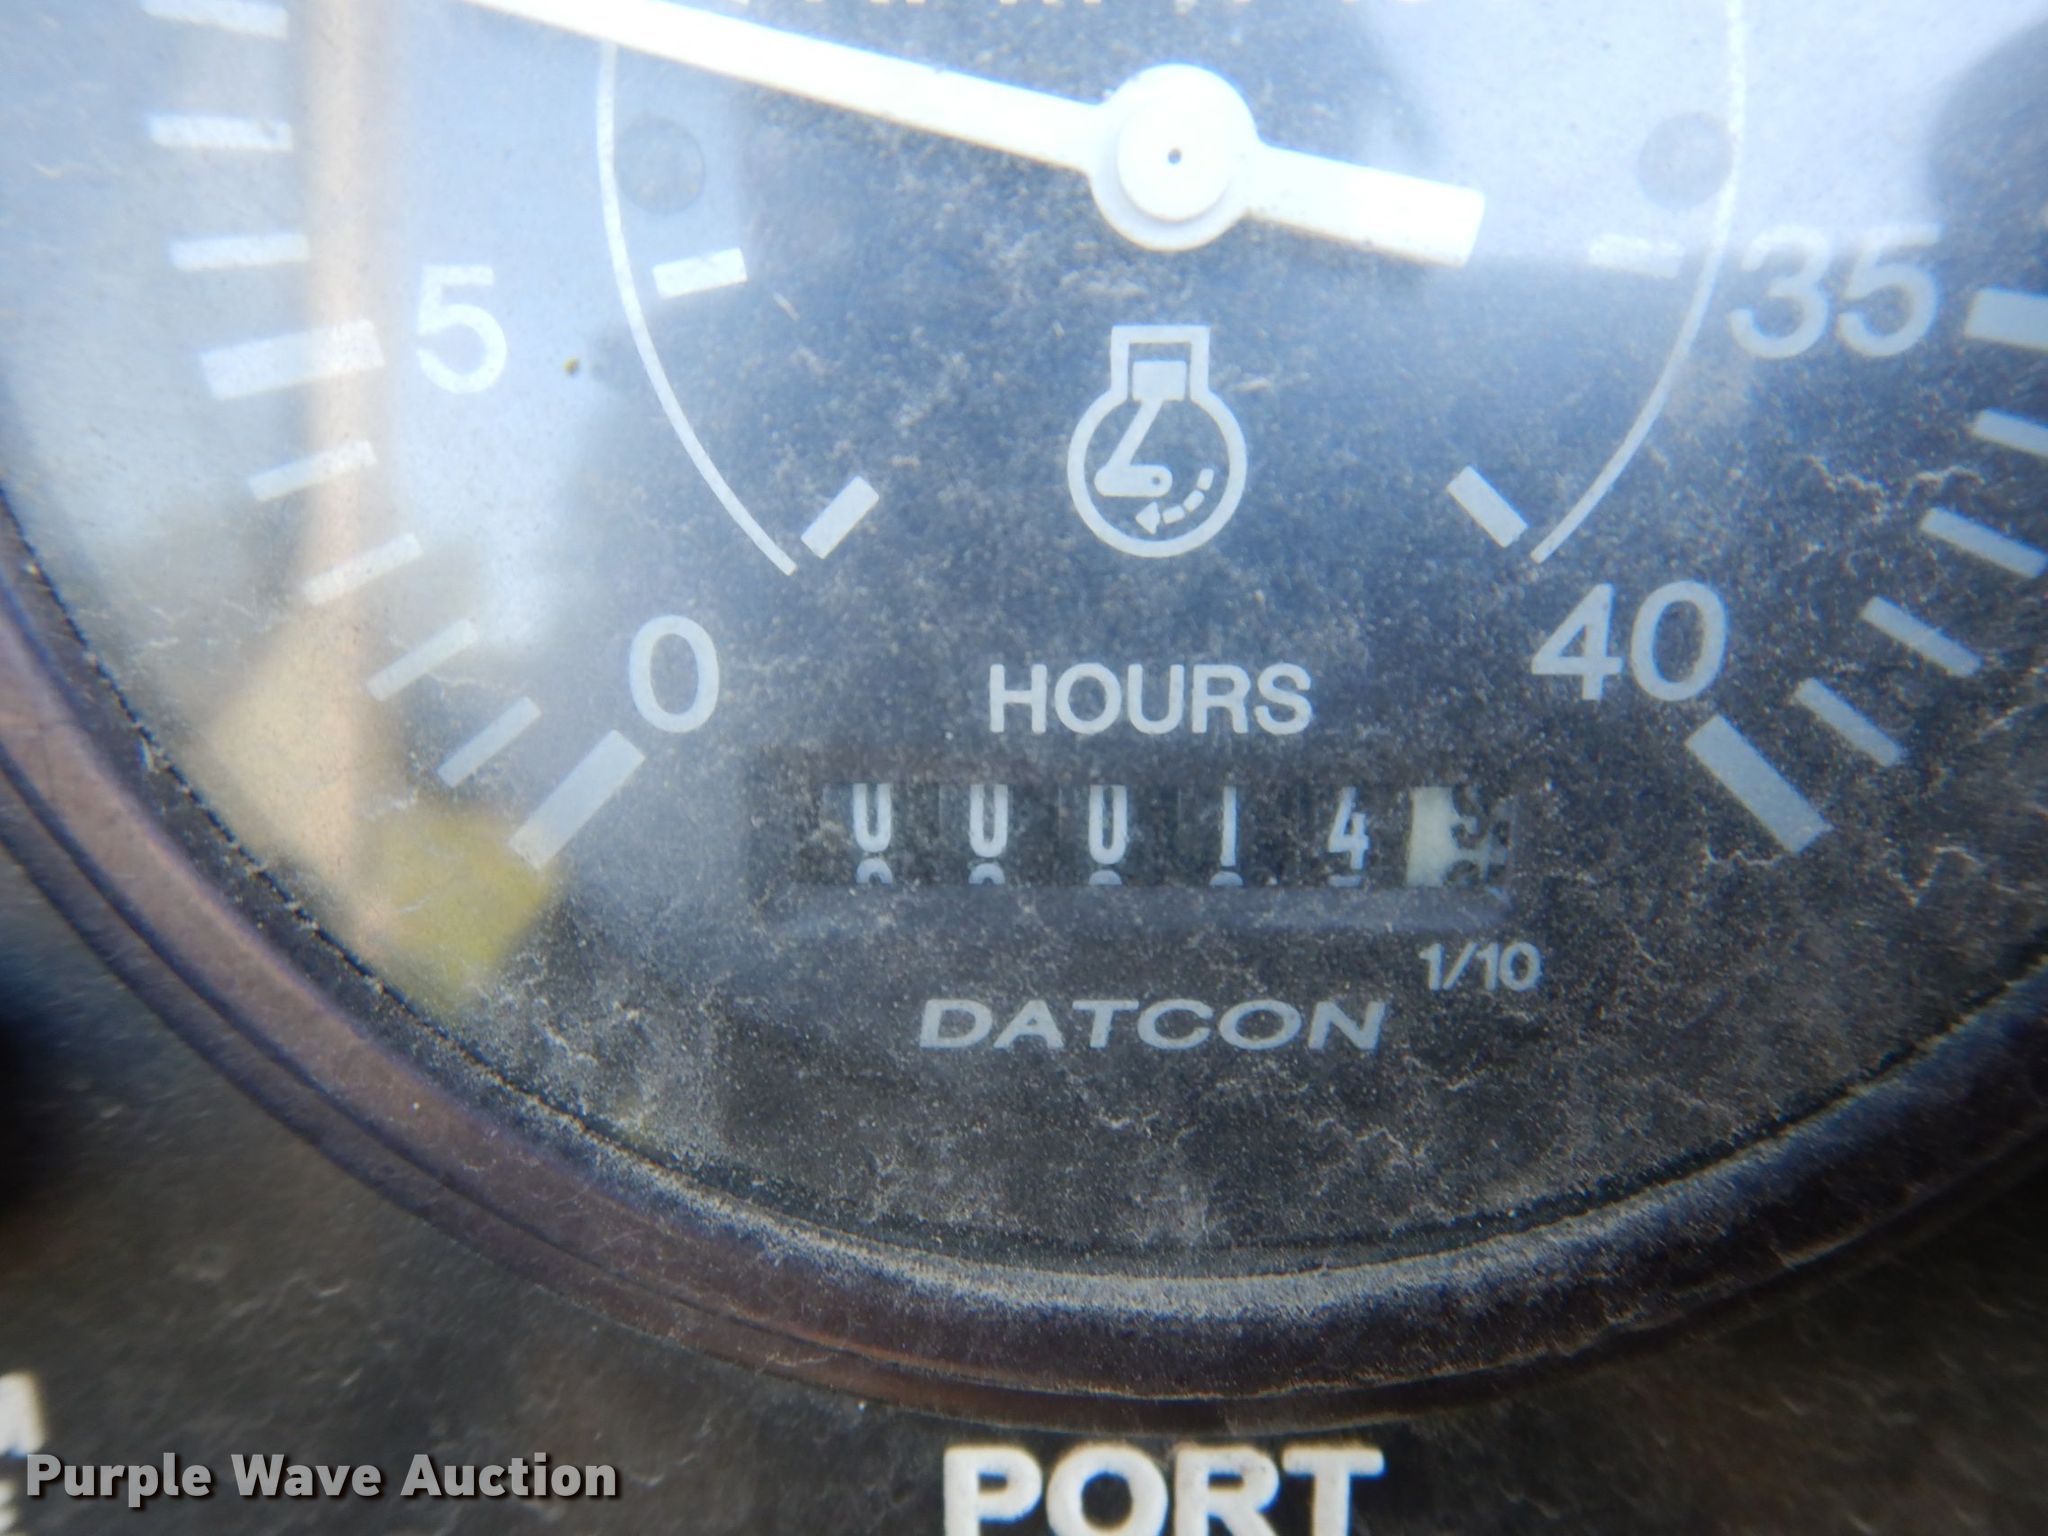 5
35
0
40
HOURS
0 0 0 1 4
1/10
DATCON
PORT
Purple Wave Auction